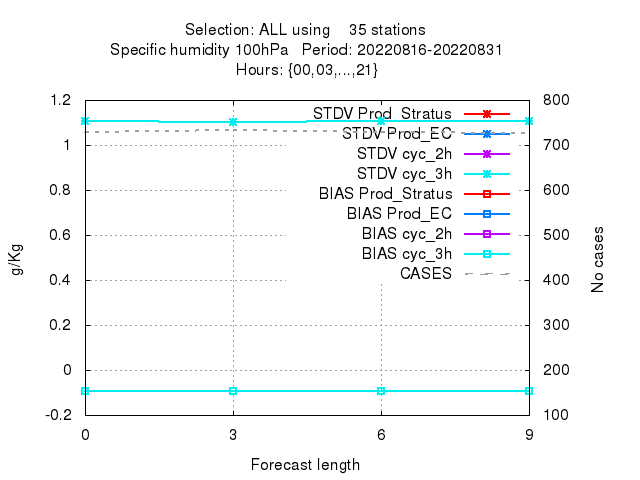 Selection: ALL using 35 stations
Specific humidity 100hPa Period: 20220816-20220831
Hours: {00,03,...,21}
1.2 800
STDV Prod_Stratus
STDV Prod_EC
1 700
STDV cyc_2h
STDV cyc_3h
0.8 600
BIAS Prod_Stratus
BIAS Prod_EC
0.6 500
BIAS cyc_2h
BIAS cyc_3h
g/Kg
No cases
0.4 400
CASES
0.2 300
0 200
-0.2 100
0 3 6 9
Forecast length